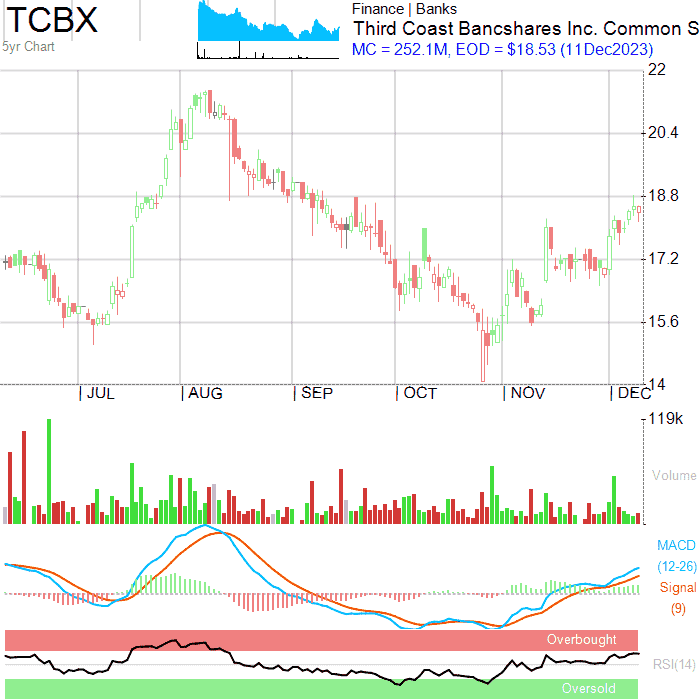 TCBX
5yr Chart
Finance | Banks
Third Coast Bancshares Inc. Common S
MC = 252.1M, EOD = $18.53 (11Dec2023)
22
20.4
18.8
17.2
15.6
14
JUL AUG SEP OCT NOV DEC
119k
Volume
MACD
(12-26)
Signal
(9)
Overbought
RSI(14)
Oversold